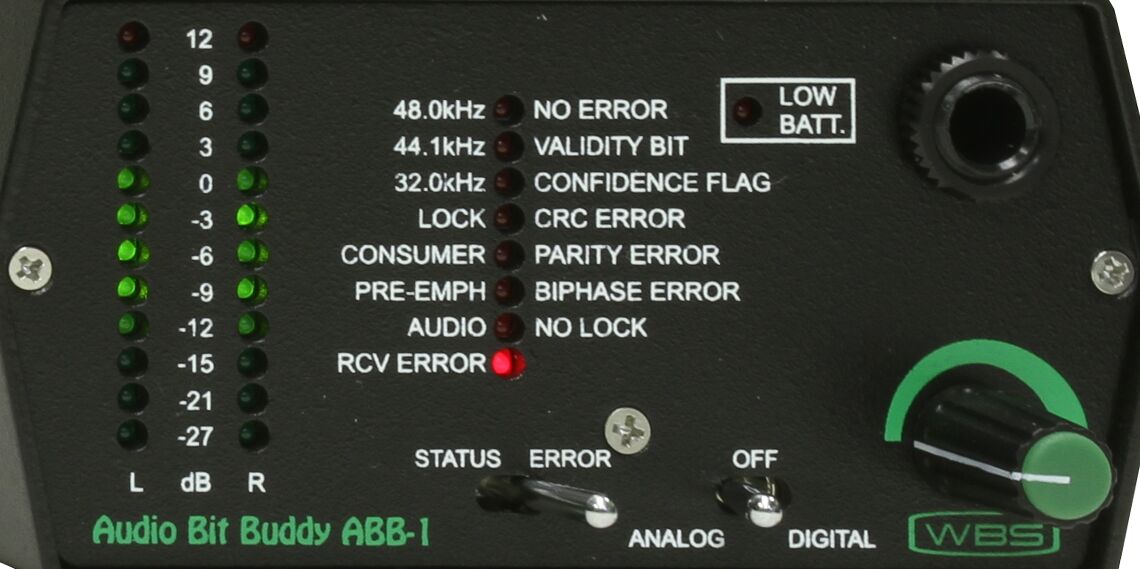 12
9
6
3
0
-3
-6
-9
-12
-15
-21
-27
L dB R
48.0kHz NO ERROR
44.1kHz VALIDITY BIT
32.0kHz CONFIDENCE FLAG
LOCK CRC ERROR
CONSUMER PARITY ERROR
PRE-EMPH BIPHASE ERROR
AUDIO NO LOCK
RCV ERROR
LOW
BATT.
STATUS ERROR
OFF
ANALOG DIGITAL
Audio Bit Buddy ABB-1
WBS